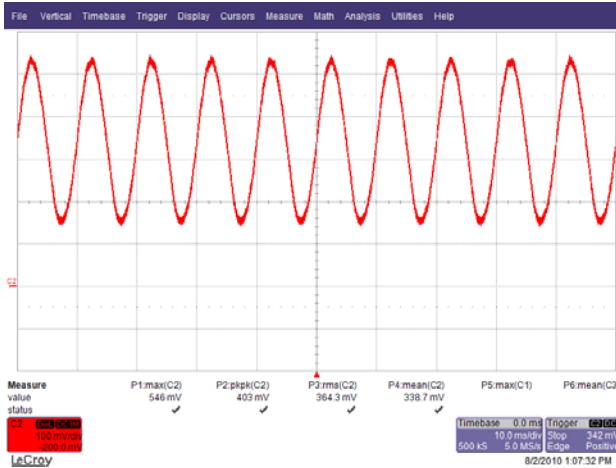 File Vertical Timebase Trigger Display Cursors Measure Math Analysis Utilities Help
C2
Measure P1:max(C2) P2:pkpk(C2) P3:rms(C2) P4:mean(C2) P5:max(C1) P6:mean(C3
value 546 mV 403 mV 364.3 mV 338.7 mV
status
C2 DC1M
100 mV/div
-200.0 mV
Timebase 0.0 ms
10.0 ms/div
500 kS 5.0 MS/s
Trigger C2 DC
Stop 342 mV
Edge Positive
LeCroy
8/2/2010 1:07:32 PM